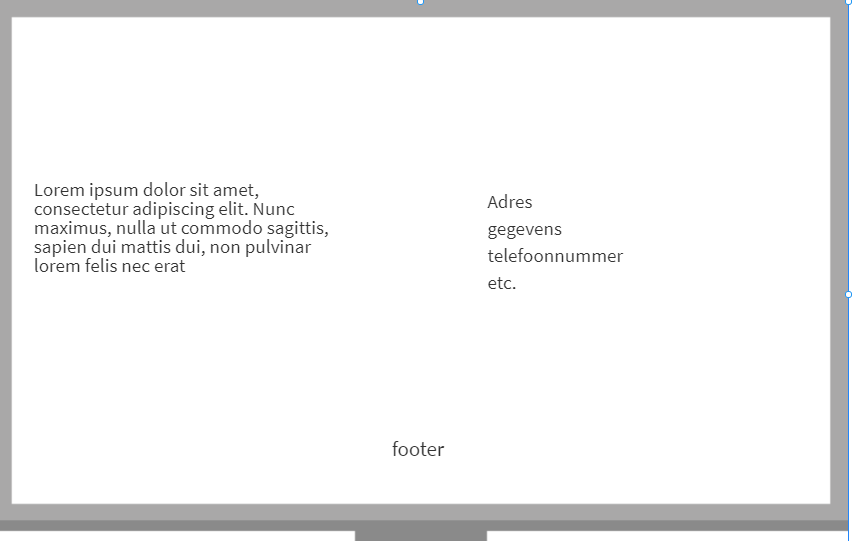 Lorem ipsum dolor sit amet,
consectetur adipiscing elit. Nunc
maximus, nulla ut commodo sagittis,
sapien dui mattis dui, non pulvinar
lorem felis nec erat
Adres
gegevens
telefoonnummer
etc.
footer